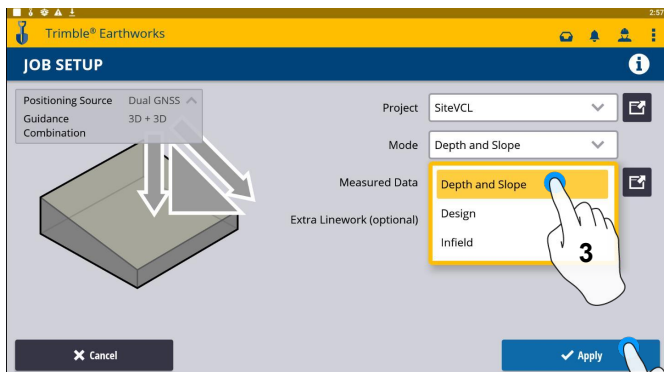 2:57
Trimble® Earthworks
JOB SETUP
Positioning Source Dual GNSS
Guidance Combination 3D + 3D
Project SiteVCL
Mode Depth and Slope
Measured Data
Depth and Slope
Design
Infield
Extra Linework (optional)
3
Cancel
Apply